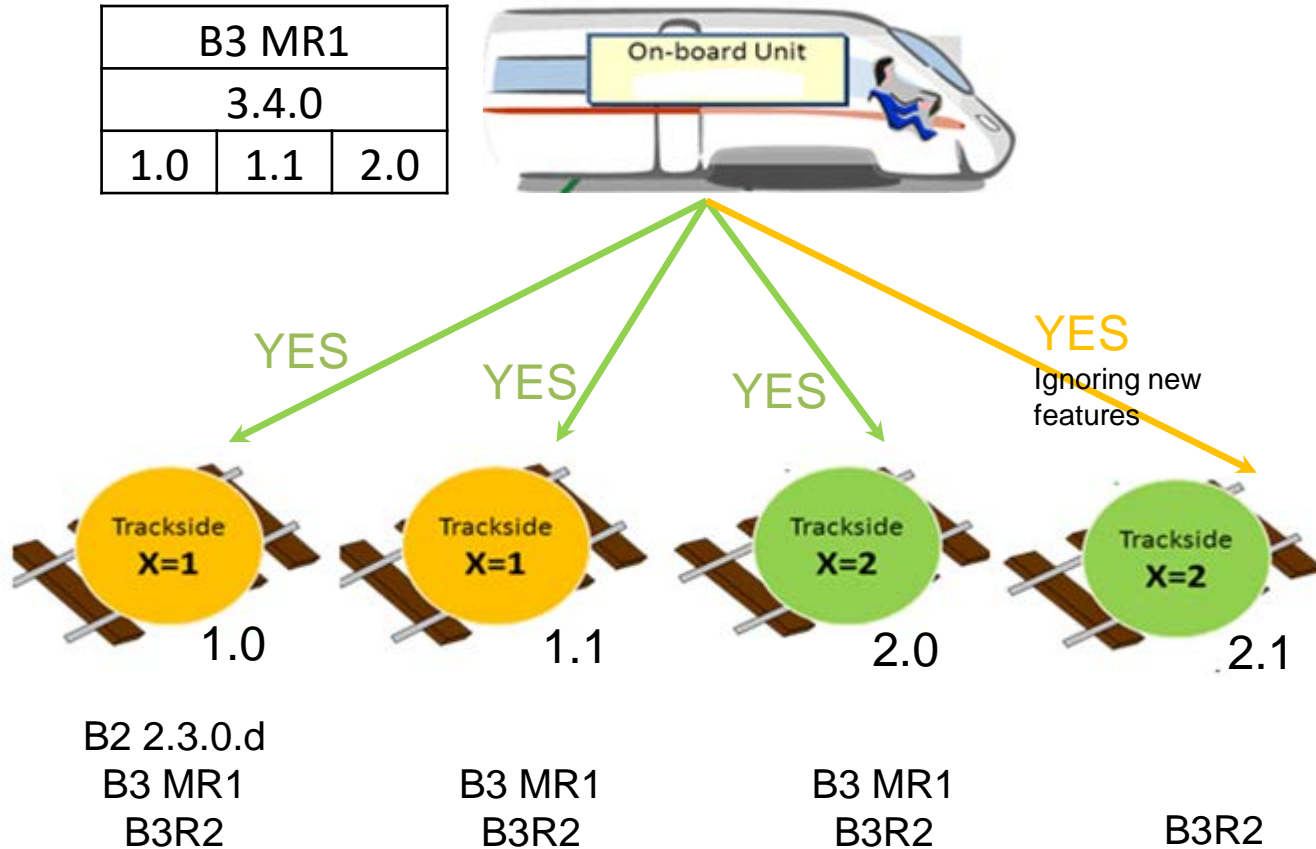 B3 MR1
3.4.0
1.0 1.1 2.0
On-board Unit
YES
YES
YES
YES
Ignoring new
features
Trackside
X=1
1.0
Trackside
X=1
1.1
Trackside
X=2
2.0
Trackside
X=2
2.1
B2 2.3.0.d
B3 MR1
B3R2
B3 MR1
B3R2
B3 MR1
B3R2
B3R2